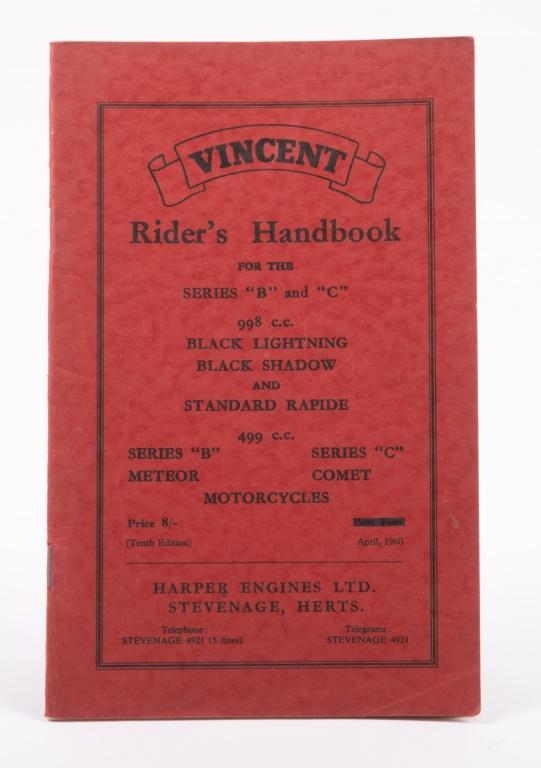 VINCENT
Rider's Handbook
FOR THE
SERIES "B" and "C"
998 c.c.
BLACK LIGHTNING
BLACK SHADOW
AND
STANDARD RAPIDE
499 c.c.
SERIES "B" SERIES "C"
METEOR COMET
MOTORCYCLES
Price 8/-
(Tenth Edition) April, 1960
HARPER ENGINES LTD.
STEVENAGE, HERTS.
Telephone: Telegrams:
STEVENAGE 4921 (5 lines) STEVENAGE 4921